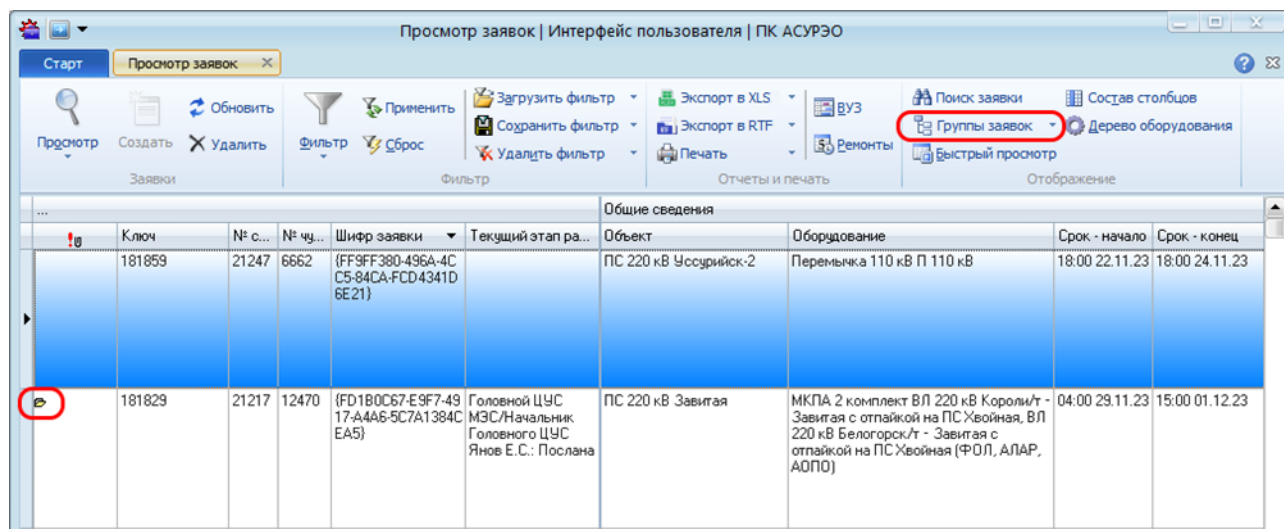 Просмотр заявок | Интерфейс пользователя | ПК АСУРЭО
Старт
Просмотр заявок
Просмотр
Создать
Обновить
Удалить
Заявки
Фильтр
Применить
Сброс
Загрузить фильтр
Сохранить фильтр
Удалить фильтр
Фильтр
Экспорт в XLS
Экспорт в RTF
Печать
ВУЗ
Ремонты
Отчеты и печать
Поиск заявки
Группы заявок
Быстрый просмотр
Состав столбцов
Дерево оборудования
Отображение
... Общие сведения
Ключ № с... № чу... Шифр заявки Текущий этап ра... Объект Оборудование Срок - начало Срок - конец
181859 21247 6662 {FF9FF380-496A-4C ПС 220 кВ Уссурийск-2 Перемычка 110 кВ П 110 кВ 18:00 22.11.23 18:00 24.11.23
C5-84CA-FCD4341D
6E21}
181829 21217 12470 {FD1B0C67-E9F7-49 Головной ЦУС ПС 220 кВ Завитая МКПА 2 комплект ВЛ 220 кВ Короли/т - 04:00 29.11.23 15:00 01.12.23
17-A4A6-5C7A1384C МЭС/Начальник Завитая с отпайкой на ПС Хвойная, ВЛ
EA5} Головного ЦУС 220 кВ Белогорск/т - Завитая с
Янов Е.С.: Послана отпайкой на ПС Хвойная (ФОЛ, АЛАР,
АОПО)